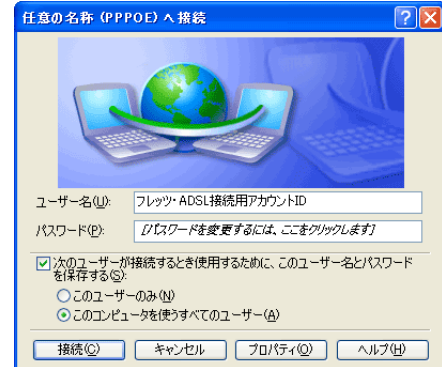 任意の名称 (PPPOE) へ接続
ユーザー名(U):
フレッツ・ADSL接続用アカウントID
パスワード(P):
[パスワードを変更するには、ここをクリックします]
次のユーザーが接続するとき使用するために、このユーザー名とパスワード
を保存する(S):
このユーザーのみ(N)
このコンピュータを使うすべてのユーザー(A)
接続(C)
キャンセル
プロパティ(O)
ヘルプ(H)